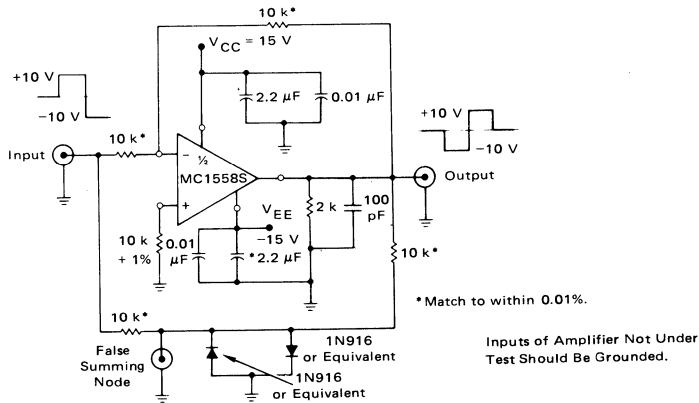 10 k*
V_CC = 15 V
+10 V
−10 V
2.2 μF
0.01 μF
+10 V
−10 V
10 k*
Input
−
½
MC1558S
+
Output
10 k
+ 1%
0.01
μF
V_EE
−15 V
*2.2 μF
2 k
100
pF
10 k*
*Match to within 0.01%.
10 k*
False
Summing
Node
1N916
or Equivalent
1N916
or Equivalent
Inputs of Amplifier Not Under
Test Should Be Grounded.